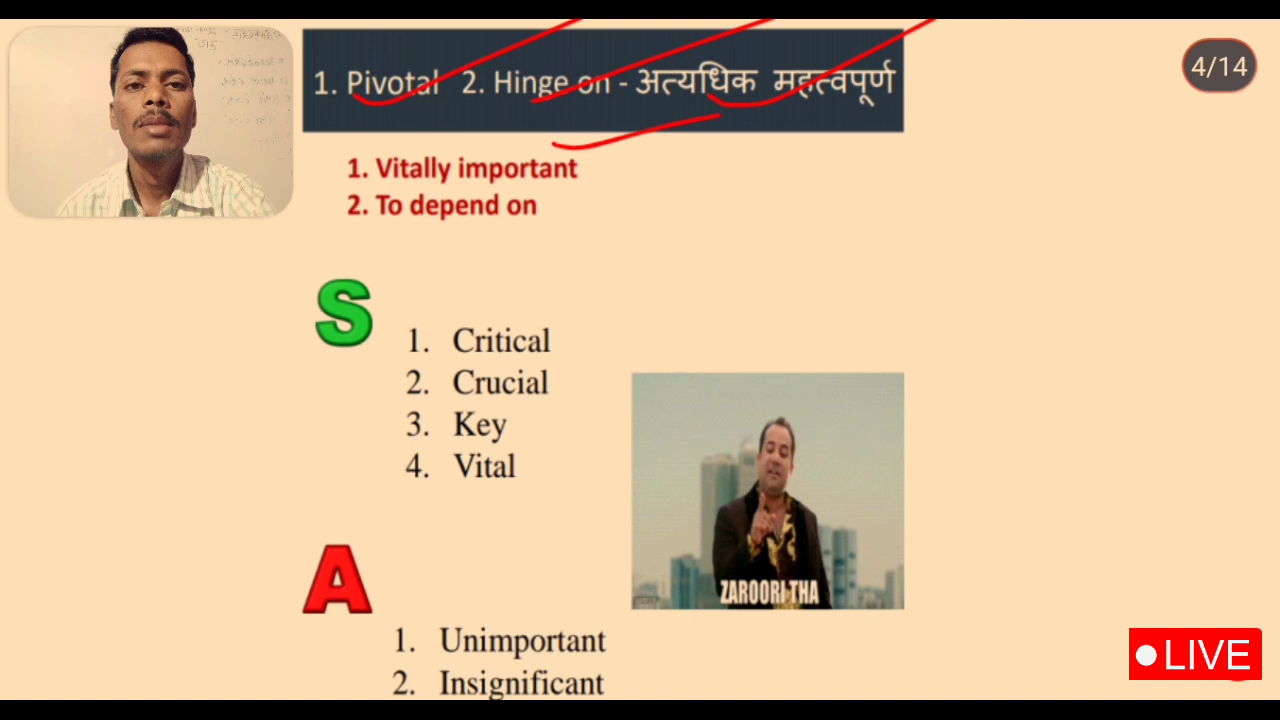 4/14
1. Pivotal 2. Hinge on - अत्यधिक महत्वपूर्ण
1. Vitally important
2. To depend on
S
1. Critical
2. Crucial
3. Key
4. Vital
ZAROORI THA
A
1. Unimportant
2. Insignificant
LIVE